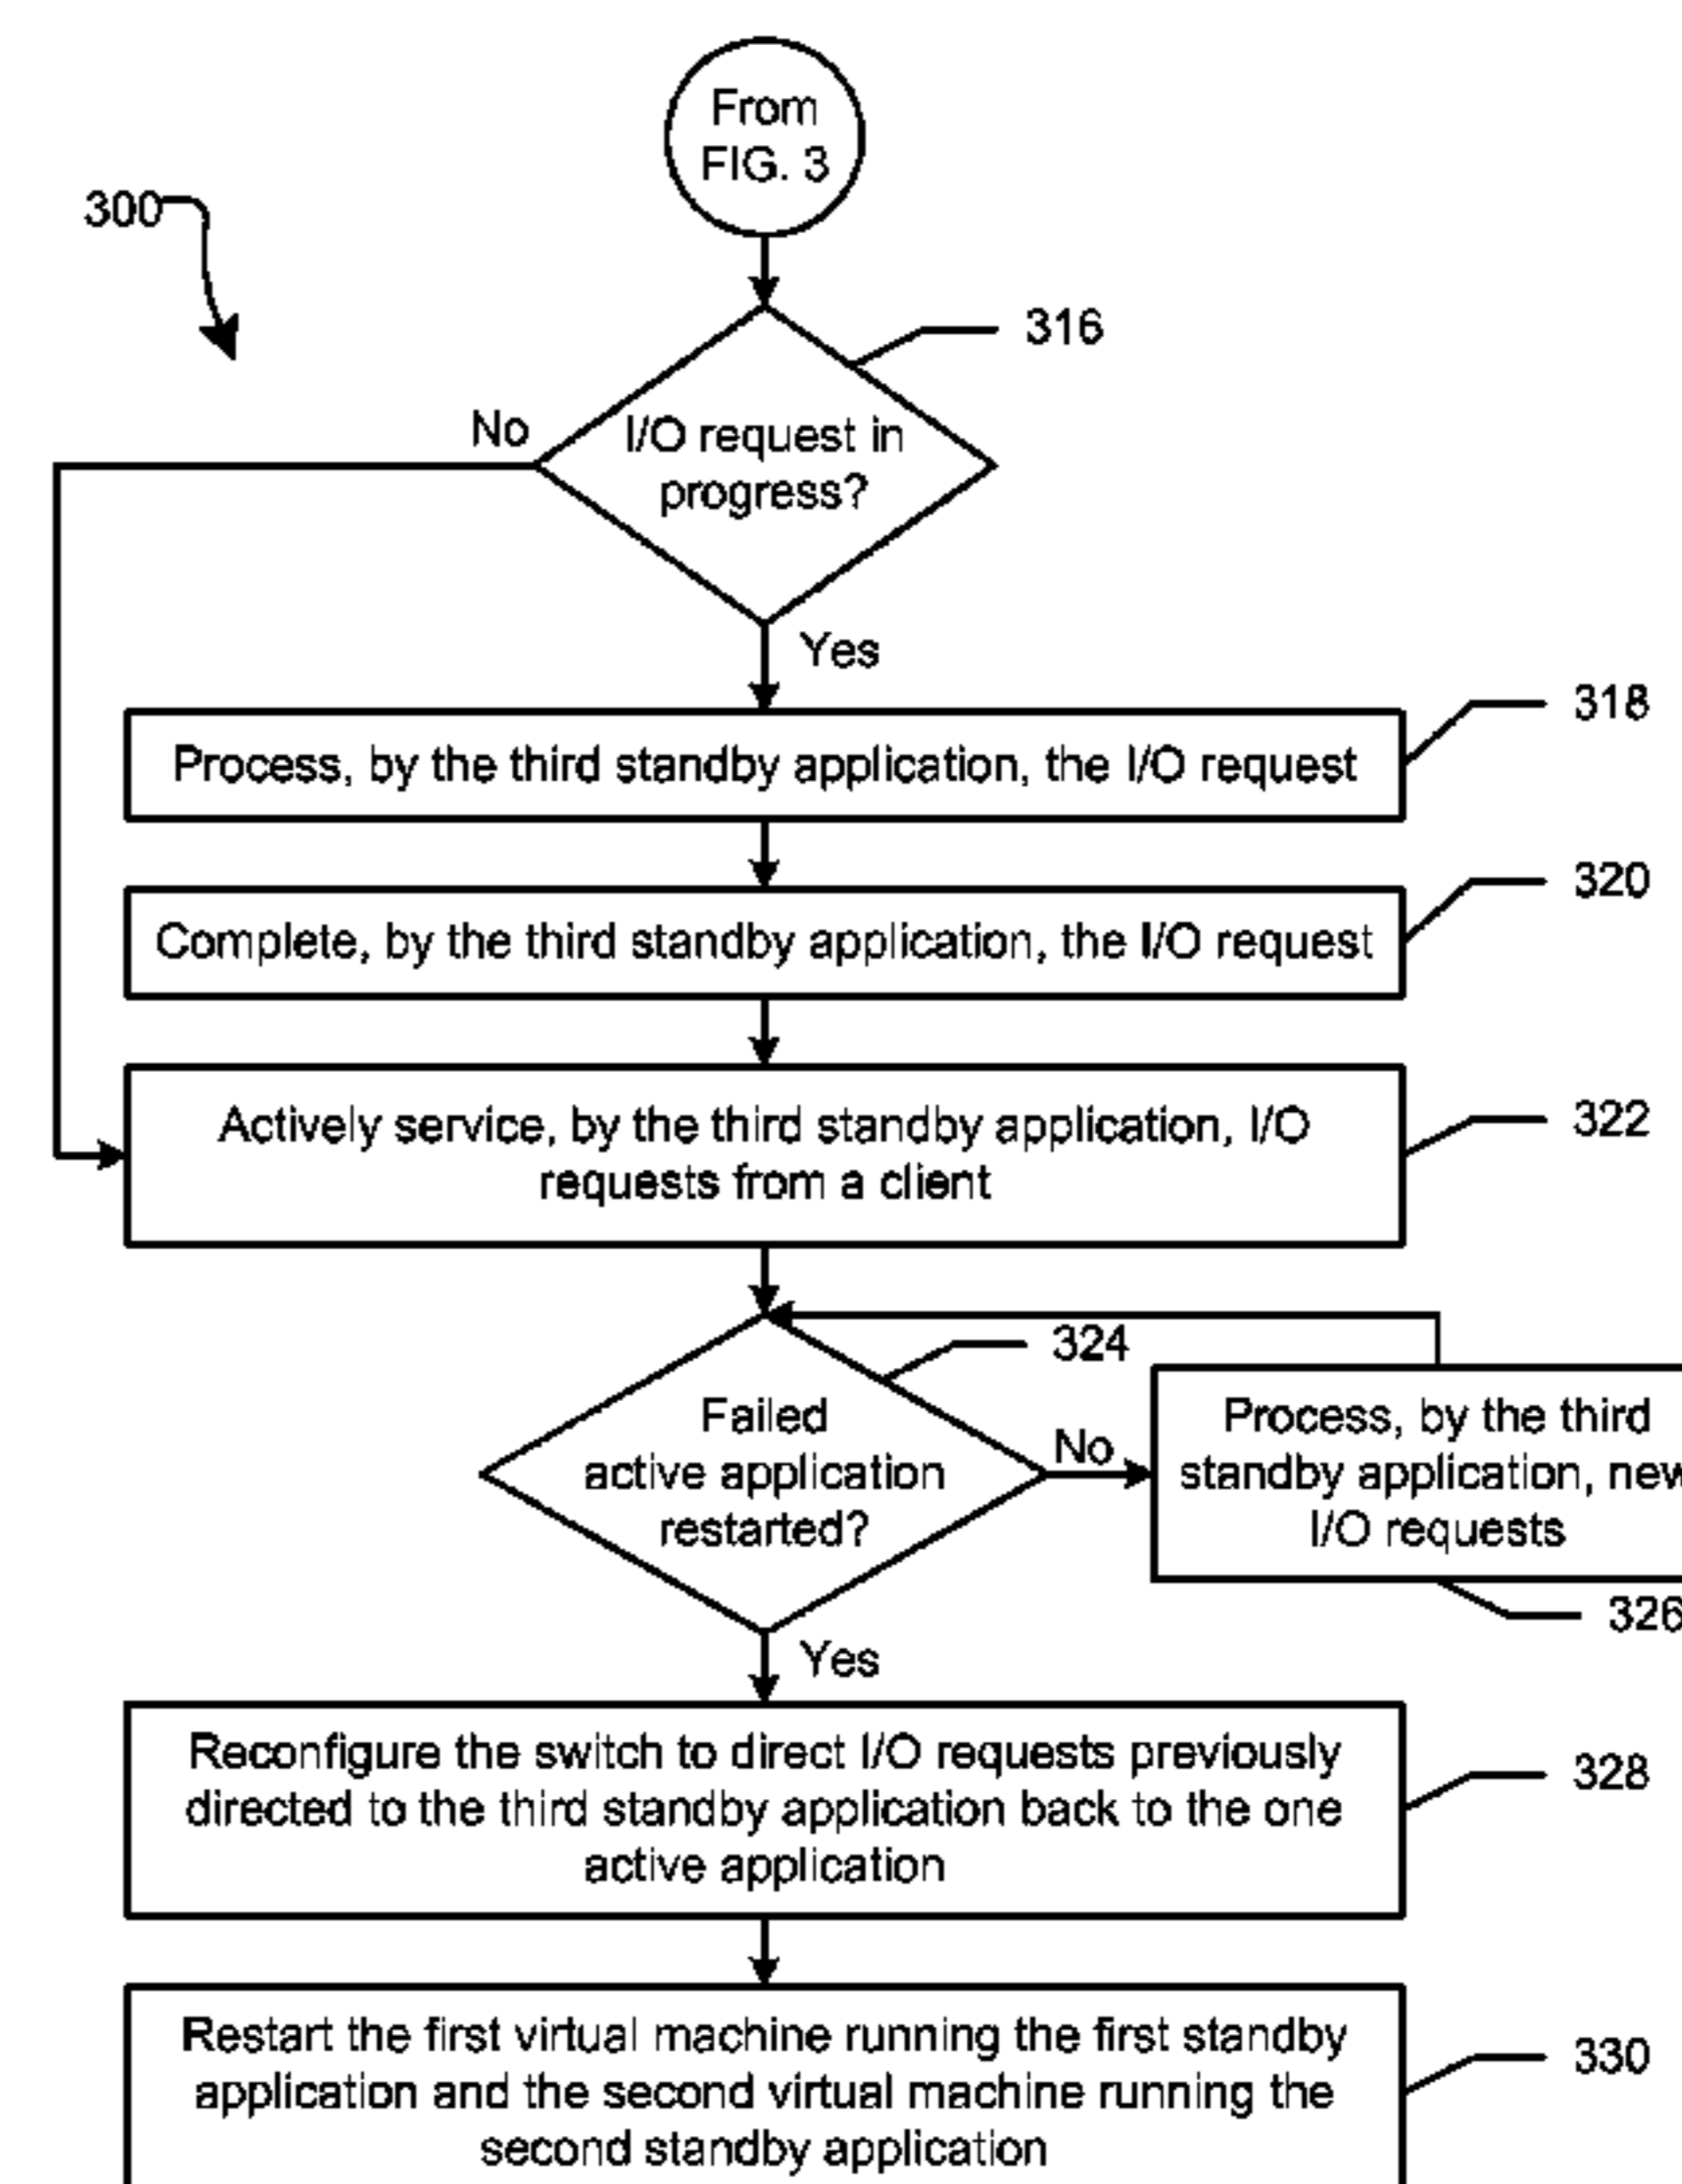 From
FIG. 3
300
316
No
I/O request in
progress?
Yes
318
Process, by the third standby application, the I/O request
320
Complete, by the third standby application, the I/O request
322
Actively service, by the third standby application, I/O
requests from a client
324
Failed
active application
restarted?
No
Process, by the third
standby application, new
I/O requests
326
Yes
328
Reconfigure the switch to direct I/O requests previously
directed to the third standby application back to the one
active application
330
Restart the first virtual machine running the first standby
application and the second virtual machine running the
second standby application